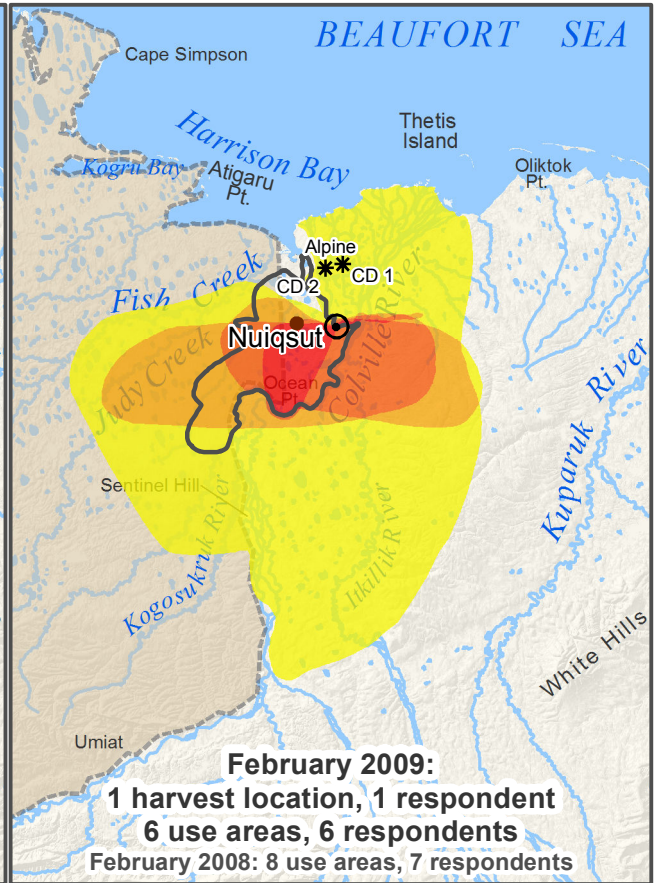 BEAUFORT SEA
Cape Simpson
Harrison Bay
Thetis
Island
Kogru Bay
Atigaru
Pt.
Oliktok
Pt.
Alpine
CD 1
CD 2
Fish Creek
Nuiqsut
Colville River
Judy Creek
Ocean
Pt.
Kuparuk River
Sentinel Hill
Kogosukruk River
Itkillik River
White Hills
Umiat
February 2009:
1 harvest location, 1 respondent
6 use areas, 6 respondents
February 2008: 8 use areas, 7 respondents